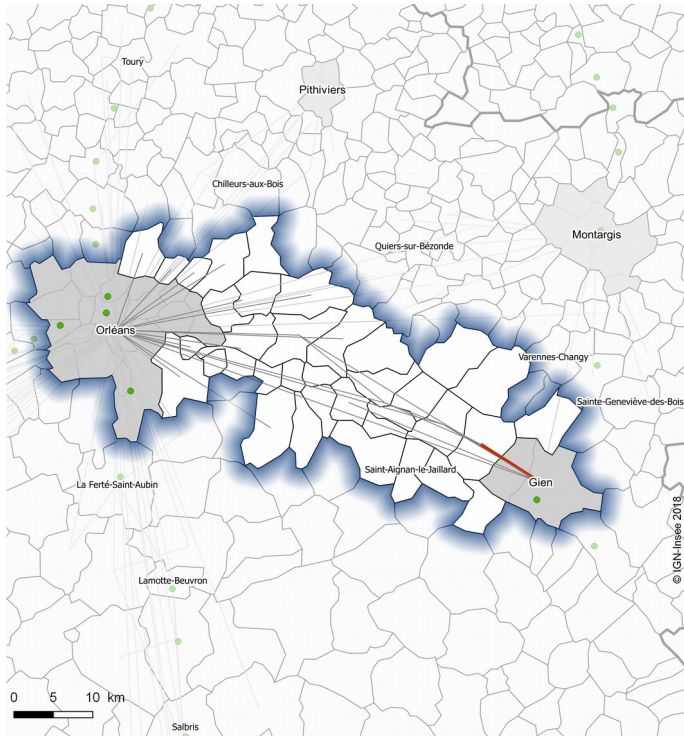 Toury
Pithiviers
Chilleurs-aux-Bois
Quiers-sur-Bézonde
Montargis
Orléans
Varennes-Changy
Sainte-Geneviève-des-Bois
Saint-Aignan-le-Jaillard
Gien
La Ferté-Saint-Aubin
© IGN-Insee 2018
Lamotte-Beuvron
0 5 10 km
Salbris